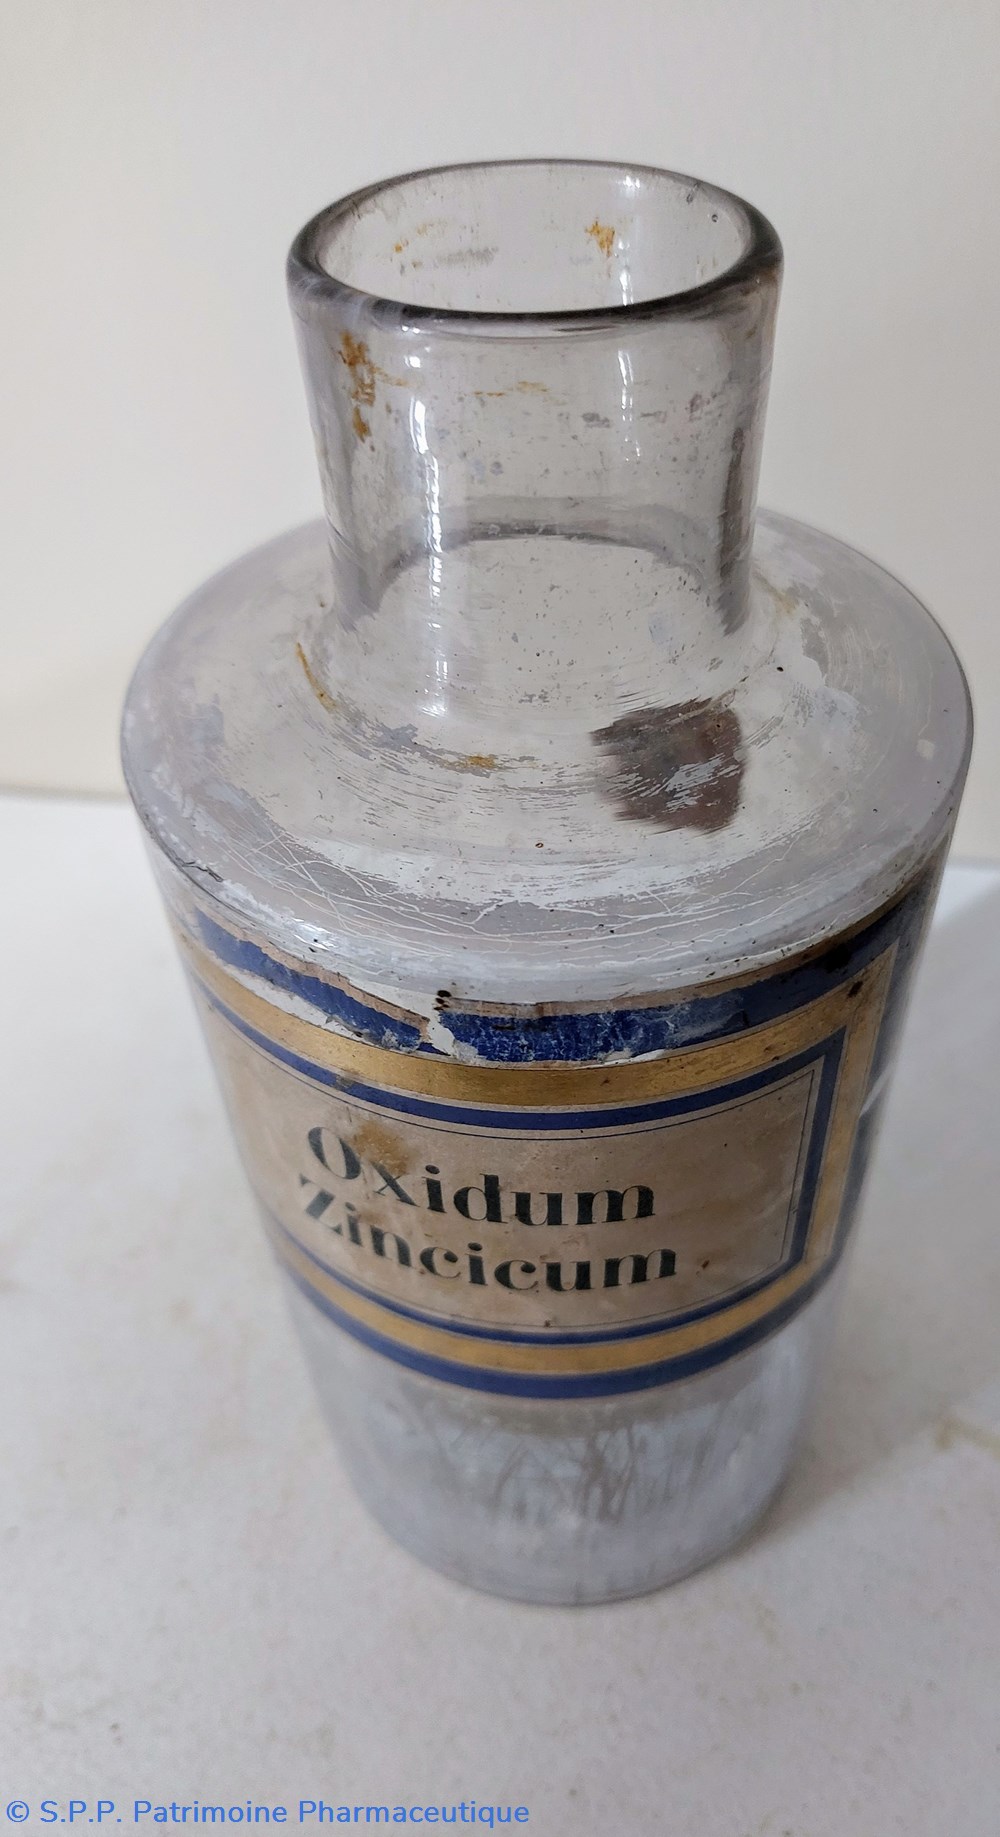 Oxidum
Zincicum
© S.P.P. Patrimoine Pharmaceutique